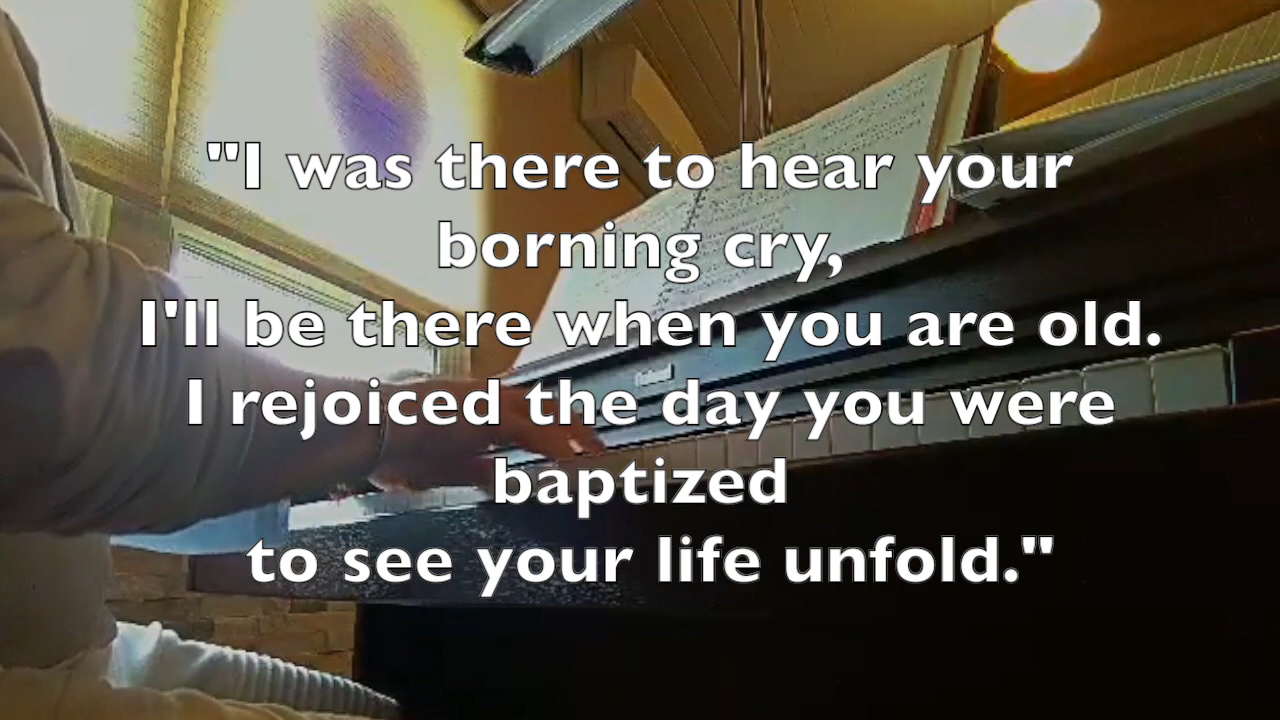 "I was there to hear your
borning cry,
I'll be there when you are old.
I rejoiced the day you were
baptized
to see your life unfold."